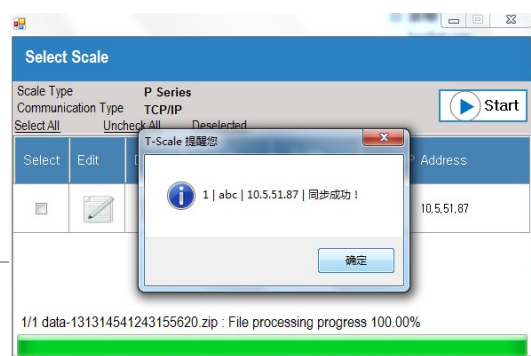 Select Scale
Scale Type P Series
Communication Type TCP/IP
Select All Uncheck All Deselected
Start
T-Scale 提醒您
Select Edit Address
1 | abc | 10.5.51.87 | 同步成功！
10.5.51.87
确定
1/1 data-131314541243155620.zip : File processing progress 100.00%